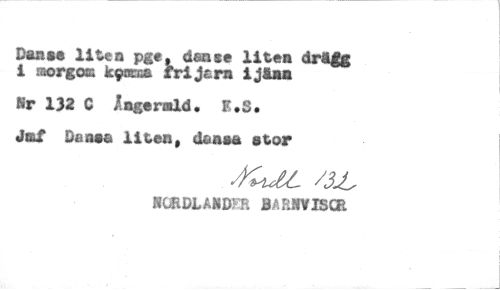 Danse liten pge, danse liten drägg
i morgom komma frijarn ijänn
Nr 132 C Ångermld. E.S.
Jmf Dansa liten, dansa stor
Nordl 132
NORDLANDER BARNVISOR